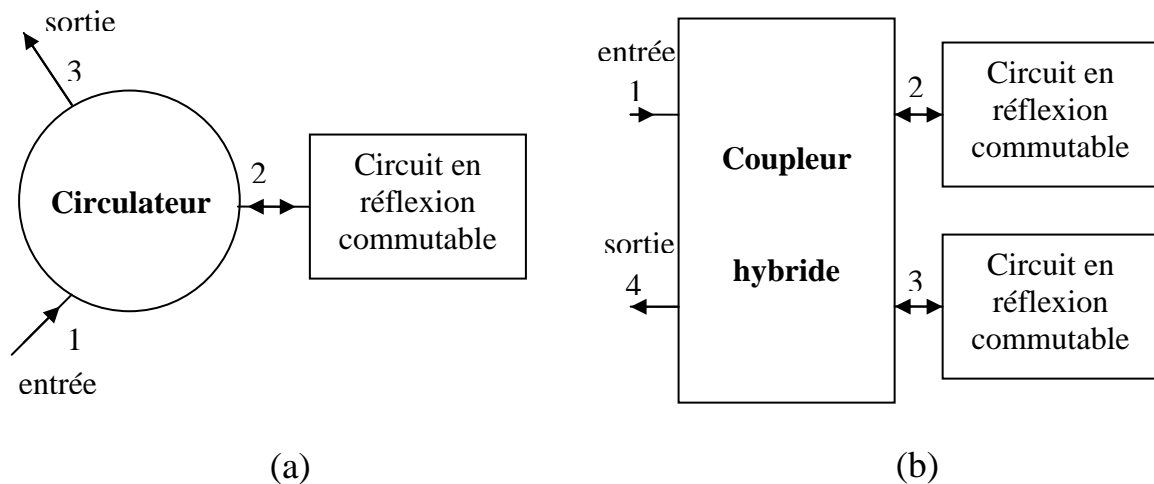 sortie
3
Circulateur
2
Circuit en
réflexion
commutable
1
entrée
(a)
entrée
1
Coupleur
hybride
sortie
4
2
Circuit en
réflexion
commutable
3
Circuit en
réflexion
commutable
(b)